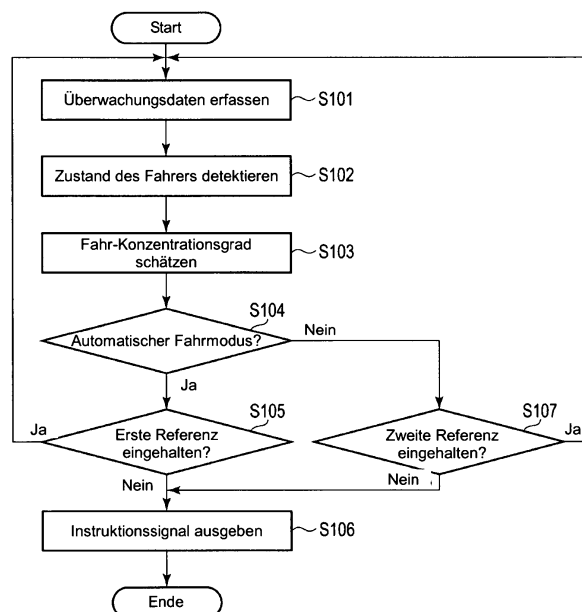 Start
Überwachungsdaten erfassen
S101
Zustand des Fahrers detektieren
S102
Fahr-Konzentrationsgrad
schätzen
S103
S104
Automatischer Fahrmodus?
Nein
Ja
S105
S107
Ja
Erste Referenz
eingehalten?
Zweite Referenz
eingehalten?
Ja
Nein
Nein
Instruktionssignal ausgeben
S106
Ende